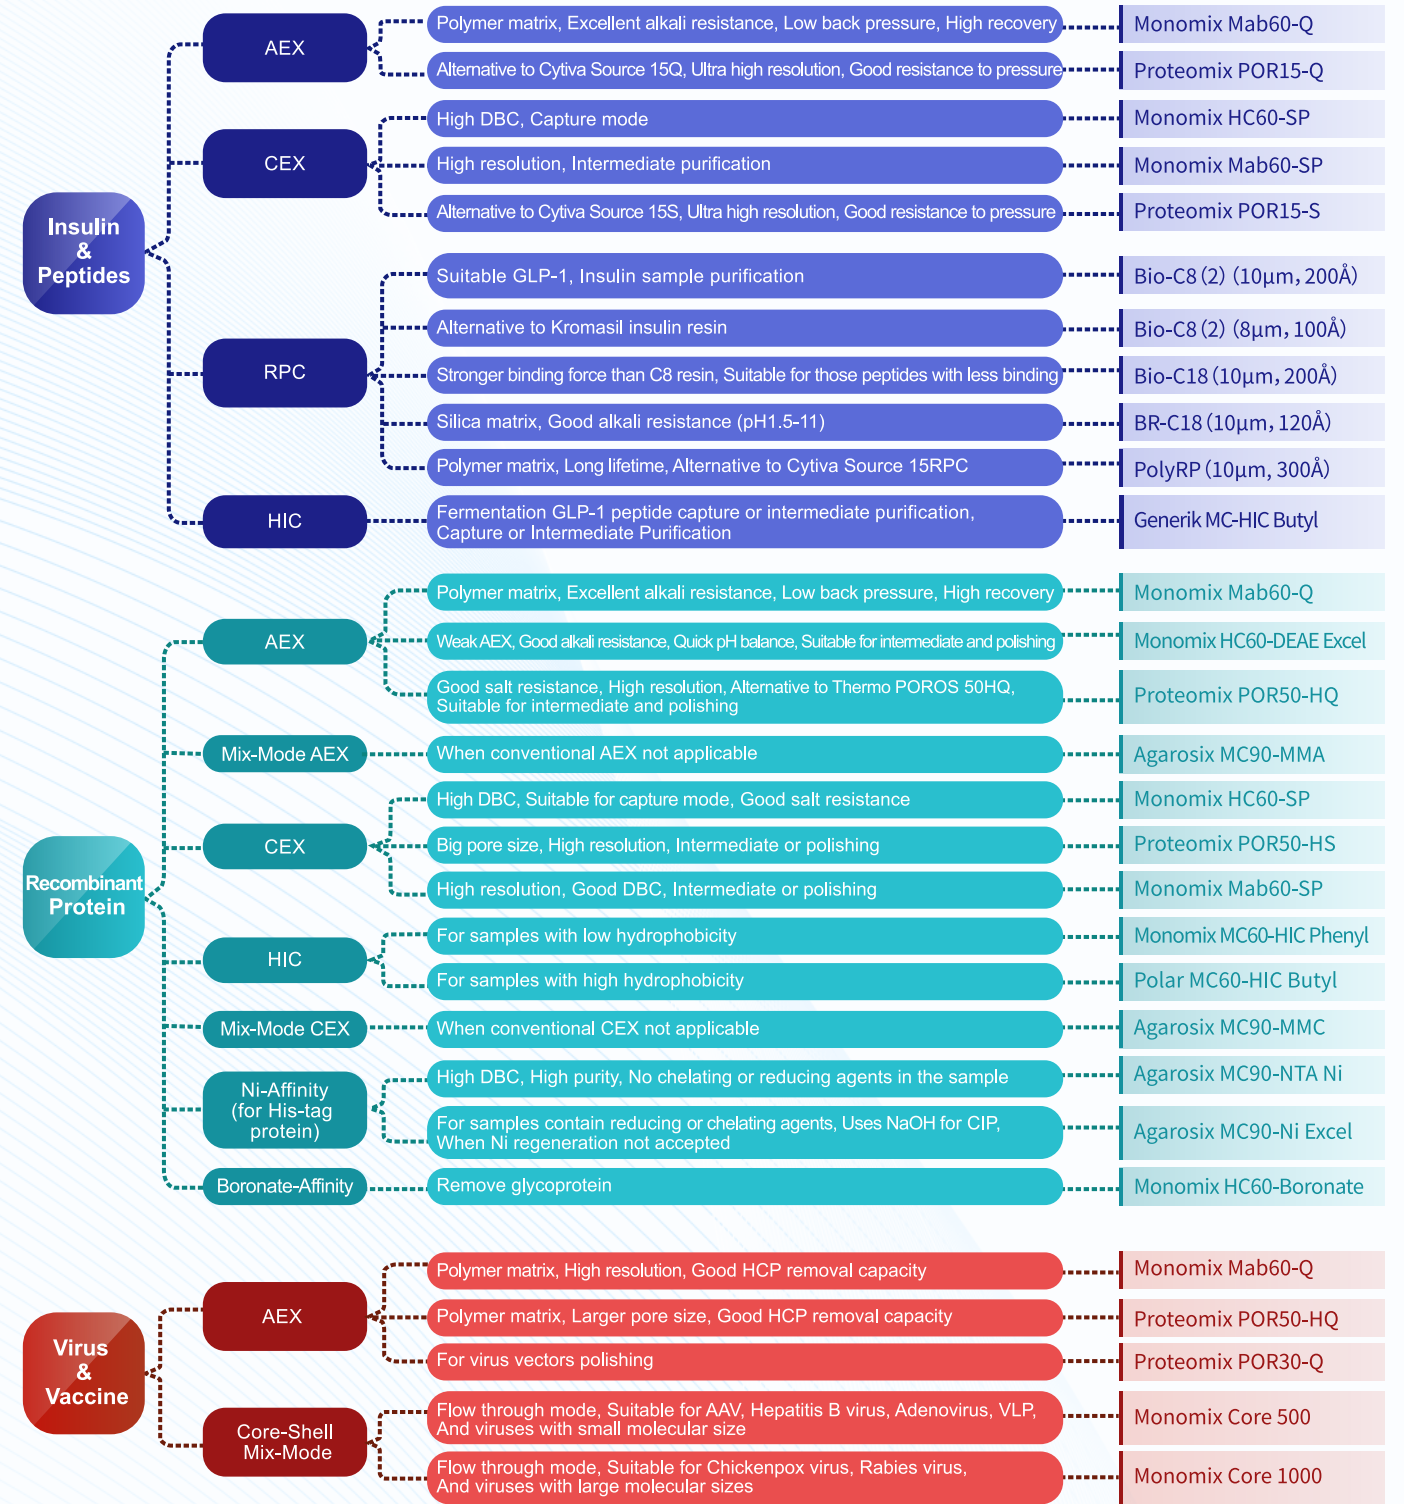 Insulin
&
Peptides
AEX
Polymer matrix, Excellent alkali resistance, Low back pressure, High recovery
Monomix Mab60-Q
Alternative to Cytiva Source 15Q, Ultra high resolution, Good resistance to pressure
Proteomix POR15-Q
CEX
High DBC, Capture mode
Monomix HC60-SP
High resolution, Intermediate purification
Monomix Mab60-SP
Alternative to Cytiva Source 15S, Ultra high resolution, Good resistance to pressure
Proteomix POR15-S
RPC
Suitable GLP-1, Insulin sample purification
Bio-C8 (2) (10μm, 200Å)
Alternative to Kromasil insulin resin
Bio-C8 (2) (8μm, 100Å)
Stronger binding force than C8 resin, Suitable for those peptides with less binding
Bio-C18 (10μm, 200Å)
Silica matrix, Good alkali resistance (pH1.5-11)
BR-C18 (10μm, 120Å)
Polymer matrix, Long lifetime, Alternative to Cytiva Source 15RPC
PolyRP (10μm, 300Å)
HIC
Fermentation GLP-1 peptide capture or intermediate purification,
Capture or Intermediate Purification
Generik MC-HIC Butyl
Recombinant
Protein
AEX
Polymer matrix, Excellent alkali resistance, Low back pressure, High recovery
Monomix Mab60-Q
Weak AEX, Good alkali resistance, Quick pH balance, Suitable for intermediate and polishing
Monomix HC60-DEAE Excel
Good salt resistance, High resolution, Alternative to Thermo POROS 50HQ,
Suitable for intermediate and polishing
Proteomix POR50-HQ
Mix-Mode AEX
When conventional AEX not applicable
Agarosix MC90-MMA
CEX
High DBC, Suitable for capture mode, Good salt resistance
Monomix HC60-SP
Big pore size, High resolution, Intermediate or polishing
Proteomix POR50-HS
High resolution, Good DBC, Intermediate or polishing
Monomix Mab60-SP
HIC
For samples with low hydrophobicity
Monomix MC60-HIC Phenyl
For samples with high hydrophobicity
Polar MC60-HIC Butyl
Mix-Mode CEX
When conventional CEX not applicable
Agarosix MC90-MMC
Ni-Affinity
(for His-tag
protein)
High DBC, High purity, No chelating or reducing agents in the sample
Agarosix MC90-NTA Ni
For samples contain reducing or chelating agents, Uses NaOH for CIP,
When Ni regeneration not accepted
Agarosix MC90-Ni Excel
Boronate-Affinity
Remove glycoprotein
Monomix HC60-Boronate
Virus
&
Vaccine
AEX
Polymer matrix, High resolution, Good HCP removal capacity
Monomix Mab60-Q
Polymer matrix, Larger pore size, Good HCP removal capacity
Proteomix POR50-HQ
For virus vectors polishing
Proteomix POR30-Q
Core-Shell
Mix-Mode
Flow through mode, Suitable for AAV, Hepatitis B virus, Adenovirus, VLP,
And viruses with small molecular size
Monomix Core 500
Flow through mode, Suitable for Chickenpox virus, Rabies virus,
And viruses with large molecular sizes
Monomix Core 1000